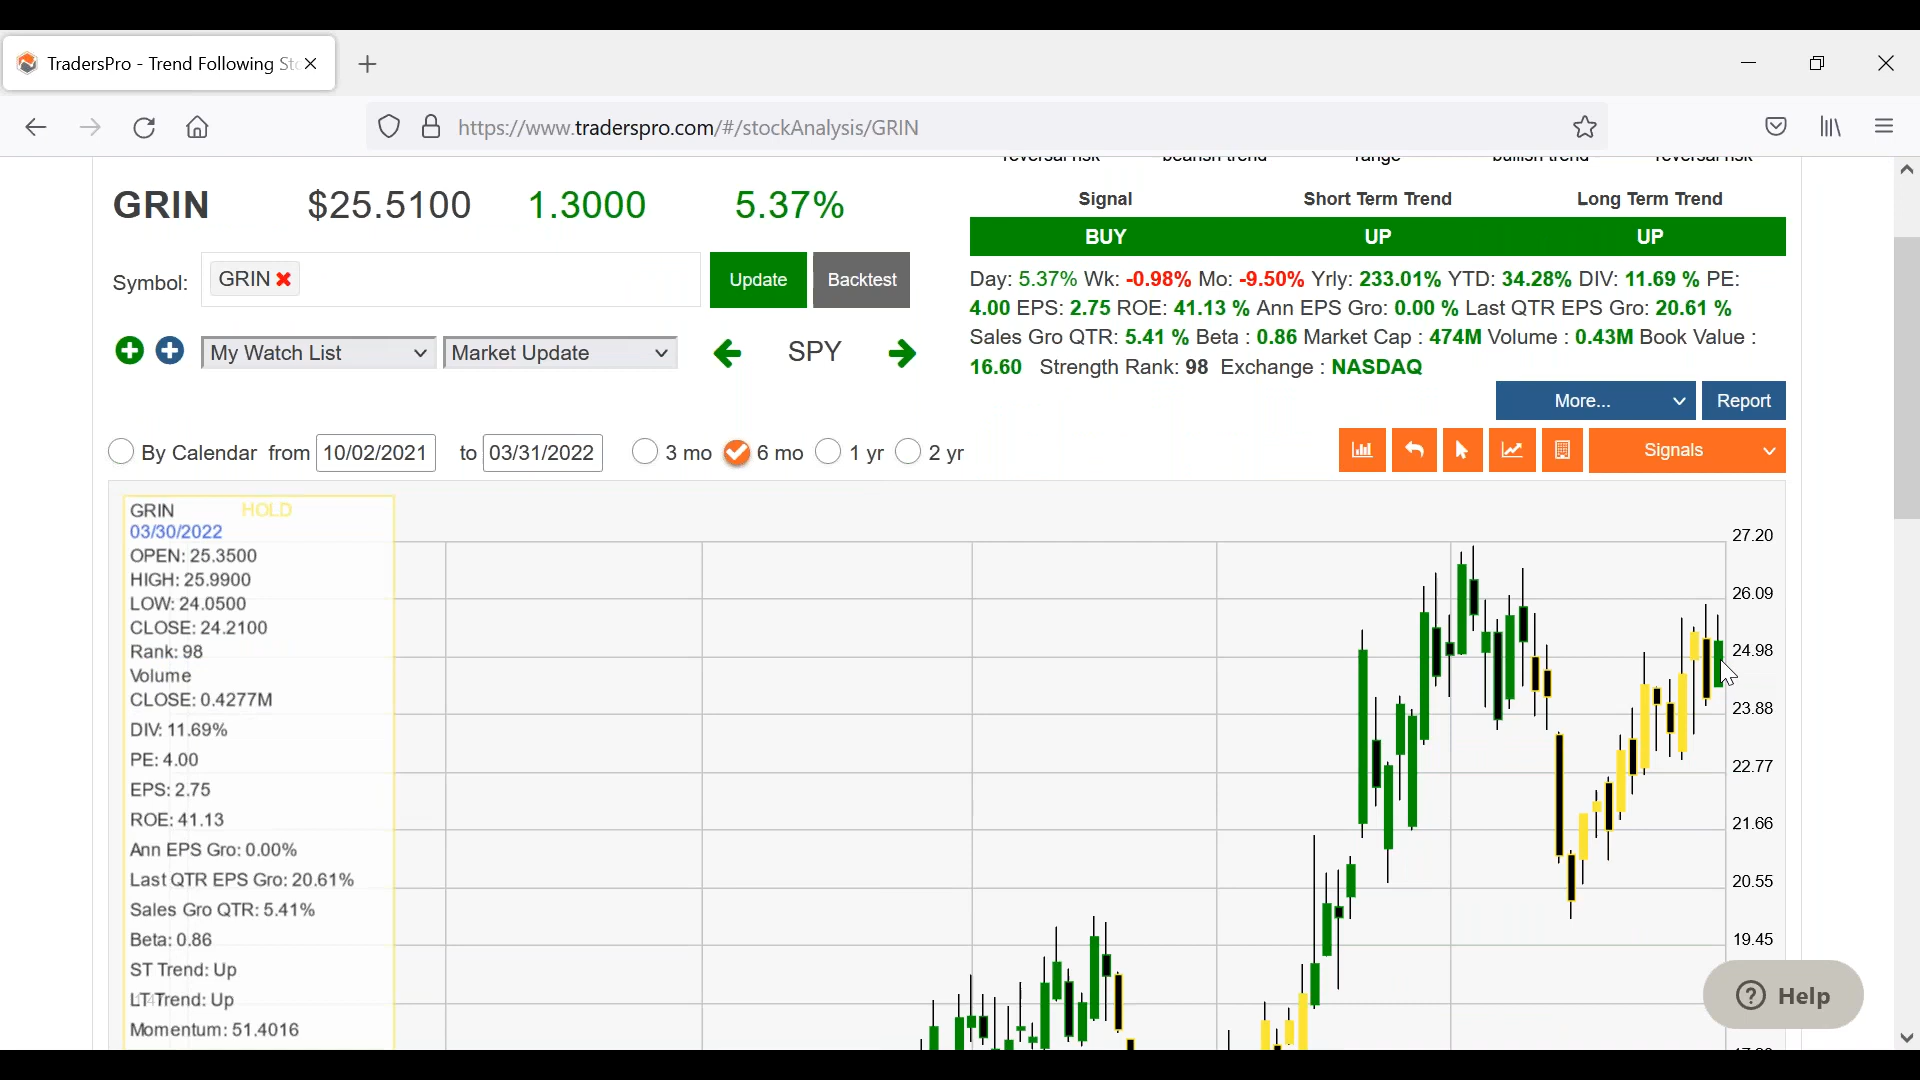 TradersPro - Trend Following Sto
https://www.traderspro.com/#/stockAnalysis/GRIN
reversal risk bearish trend range bullish trend reversal risk
GRIN $25.5100 1.3000 5.37%
Signal Short Term Trend Long Term Trend
BUY UP UP
Symbol: GRIN Update Backtest
Day: 5.37% Wk: -0.98% Mo: -9.50% Yrly: 233.01% YTD: 34.28% DIV: 11.69 % PE:
4.00 EPS: 2.75 ROE: 41.13 % Ann EPS Gro: 0.00 % Last QTR EPS Gro: 20.61 %
Sales Gro QTR: 5.41 % Beta : 0.86 Market Cap : 474M Volume : 0.43M Book Value :
16.60 Strength Rank: 98 Exchange : NASDAQ
My Watch List Market Update SPY
More... Report
By Calendar from 10/02/2021 to 03/31/2022 3 mo 6 mo 1 yr 2 yr
Signals
GRIN HOLD
03/30/2022
OPEN: 25.3500
HIGH: 25.9900
LOW: 24.0500
CLOSE: 24.2100
Rank: 98
Volume
CLOSE: 0.4277M
DIV: 11.69%
PE: 4.00
EPS: 2.75
ROE: 41.13
Ann EPS Gro: 0.00%
Last QTR EPS Gro: 20.61%
Sales Gro QTR: 5.41%
Beta: 0.86
ST Trend: Up
LT Trend: Up
Momentum: 51.4016
27.20
26.09
24.98
23.88
22.77
21.66
20.55
19.45
Help